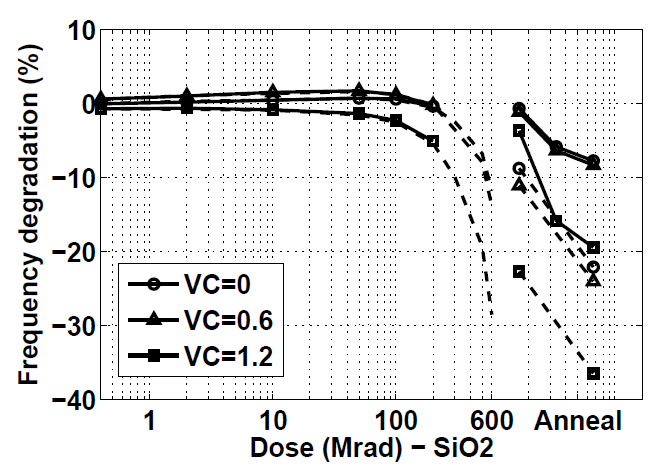 Frequency degradation (%)
10
0
−10
−20
−30
−40
VC=0
VC=0.6
VC=1.2
1 10 100 600 Anneal
Dose (Mrad) − SiO2